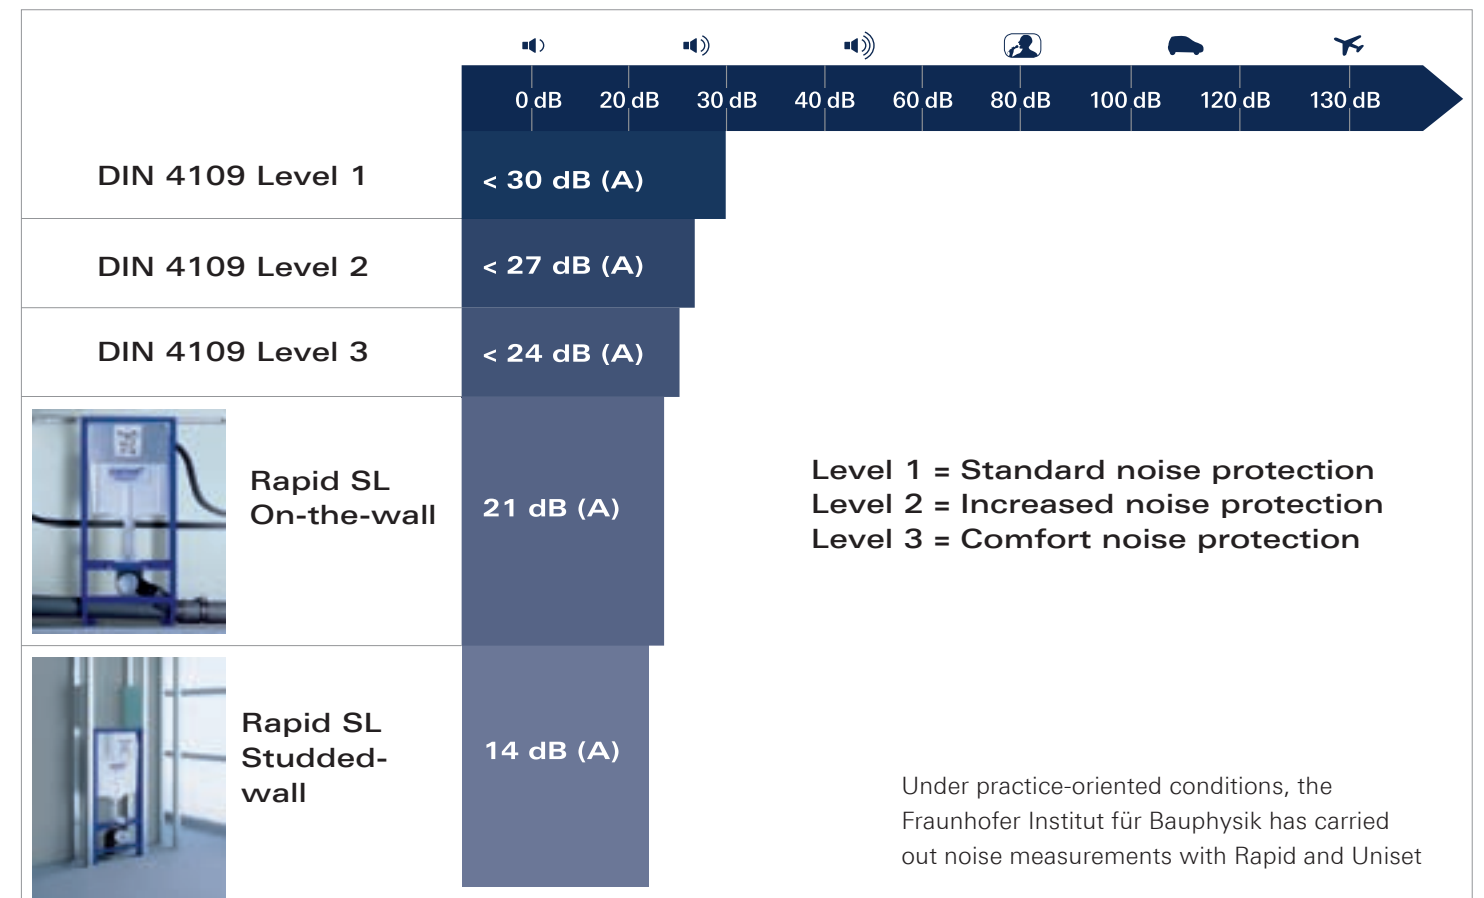 0 dB 20 dB 30 dB 40 dB 60 dB 80 dB 100 dB 120 dB 130 dB
DIN 4109 Level 1
< 30 dB (A)
DIN 4109 Level 2
< 27 dB (A)
DIN 4109 Level 3
< 24 dB (A)
Rapid SL
On-the-wall
21 dB (A)
Level 1 = Standard noise protection
Level 2 = Increased noise protection
Level 3 = Comfort noise protection
Rapid SL
Studded-
wall
14 dB (A)
Under practice-oriented conditions, the
Fraunhofer Institut für Bauphysik has carried
out noise measurements with Rapid and Uniset